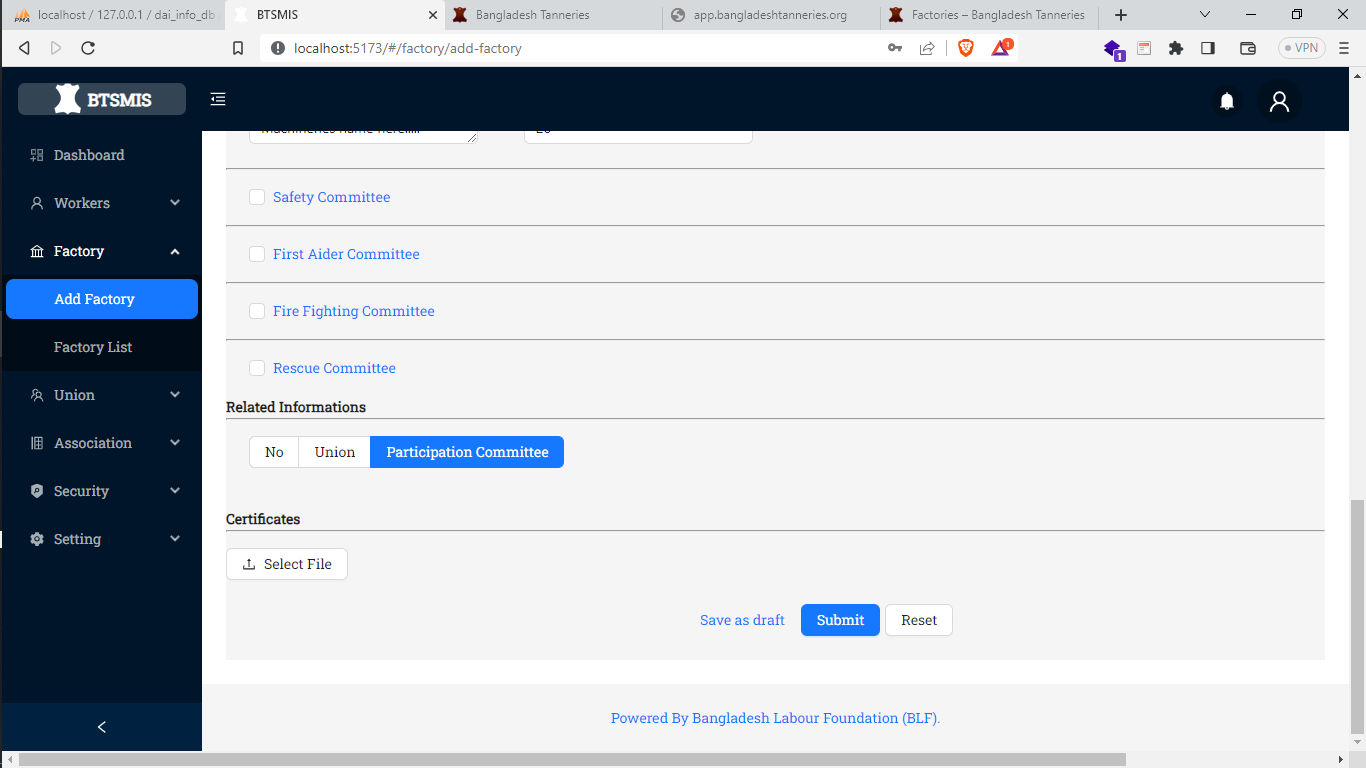 localhost / 127.0.0.1 / dai_info_db
BTSMIS
Bangladesh Tanneries
app.bangladeshtanneries.org
Factories – Bangladesh Tanneries
localhost:5173/#/factory/add-factory
1
1
VPN
BTSMIS
Dashboard
Workers
Factory
Add Factory
Factory List
Union
Association
Security
Setting
Safety Committee
First Aider Committee
Fire Fighting Committee
Rescue Committee
Related Informations
No Union Participation Committee
Certificates
Select File
Save as draft Submit Reset
Powered By Bangladesh Labour Foundation (BLF).